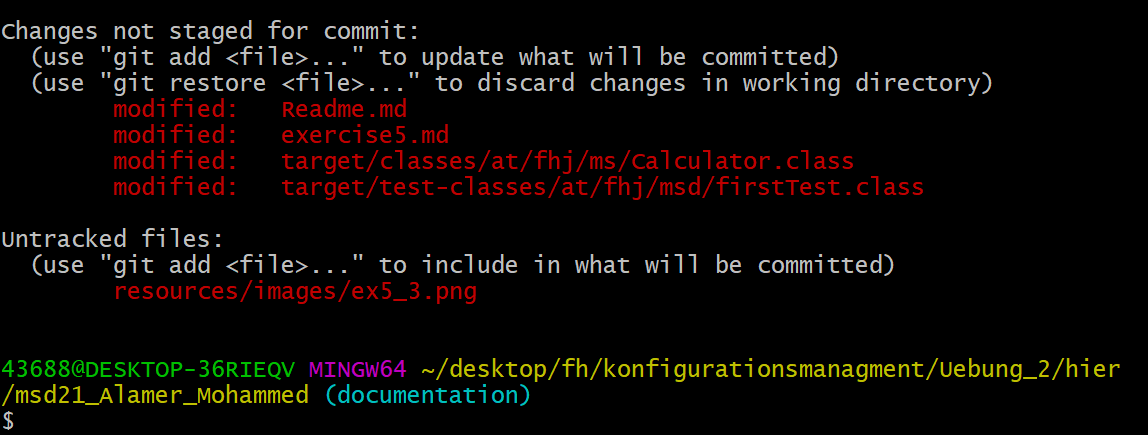 Changes not staged for commit:
  (use "git add <file>..." to update what will be committed)
  (use "git restore <file>..." to discard changes in working directory)
        modified:   Readme.md
        modified:   exercise5.md
        modified:   target/classes/at/fhj/ms/Calculator.class
        modified:   target/test-classes/at/fhj/msd/firstTest.class
Untracked files:
  (use "git add <file>..." to include in what will be committed)
        resources/images/ex5_3.png
43688@DESKTOP-36RIEQV MINGW64 ~/desktop/fh/konfigurationsmanagment/Uebung_2/hier
/msd21_Alamer_Mohammed (documentation)
$